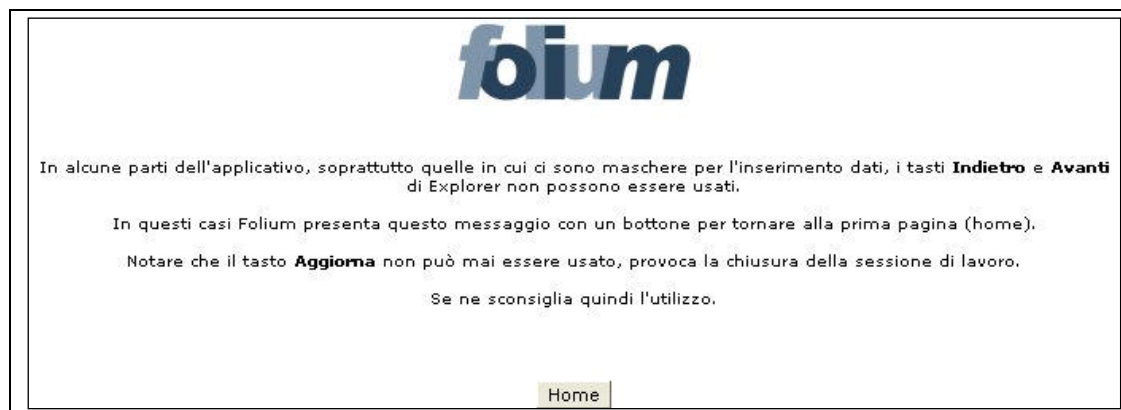 folium
In alcune parti dell'applicativo, soprattutto quelle in cui ci sono maschere per l'inserimento dati, i tasti Indietro e Avanti
di Explorer non possono essere usati.
In questi casi Folium presenta questo messaggio con un bottone per tornare alla prima pagina (home).
Notare che il tasto Aggiorna non può mai essere usato, provoca la chiusura della sessione di lavoro.
Se ne sconsiglia quindi l'utilizzo.
Home